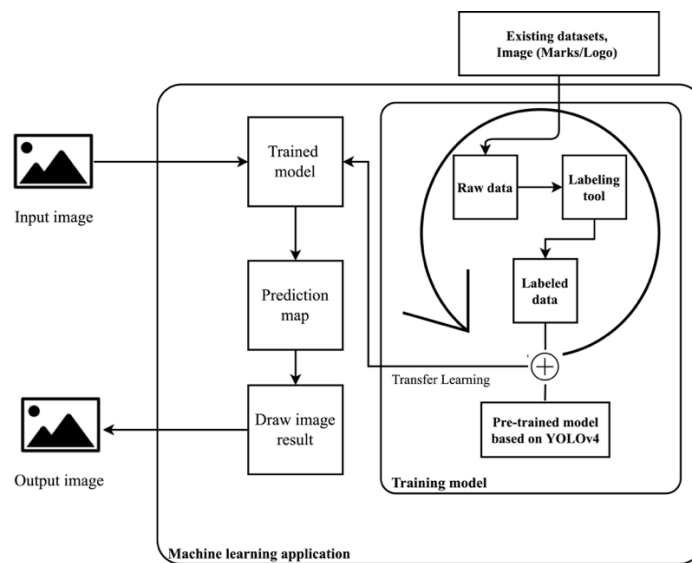 Existing datasets,
Image (Marks/Logo)
Trained
model
Raw data
Labeling
tool
Input image
Labeled
data
Prediction
map
Transfer Learning
Draw image
result
Pre-trained model
based on YOLOv4
Output image
Training model
Machine learning application